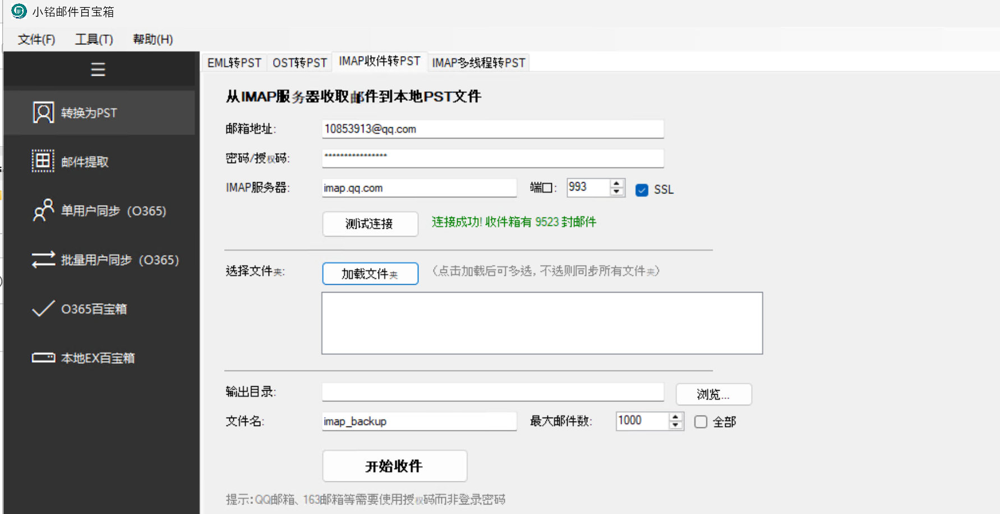 小铭邮件百宝箱
文件(F) 工具(T) 帮助(H)
EML转PST OST转PST IMAP收件转PST IMAP多线程转PST
转换为PST
邮件提取
单用户同步（O365)
批量用户同步（O365)
O365百宝箱
本地EX百宝箱
从IMAP服务器收取邮件到本地PST文件
邮箱地址: 10853913@qq.com
密码/授权码: ****************
IMAP服务器: imap.qq.com 端口: 993 SSL
测试连接 连接成功! 收件箱有 9523 封邮件
选择文件夹: 加载文件夹 （点击加载后可多选, 不选则同步所有文件夹）
输出目录: 浏览...
文件名: imap_backup 最大邮件数: 1000 全部
开始收件
提示: QQ邮箱、163邮箱等需要使用授权码而非登录密码